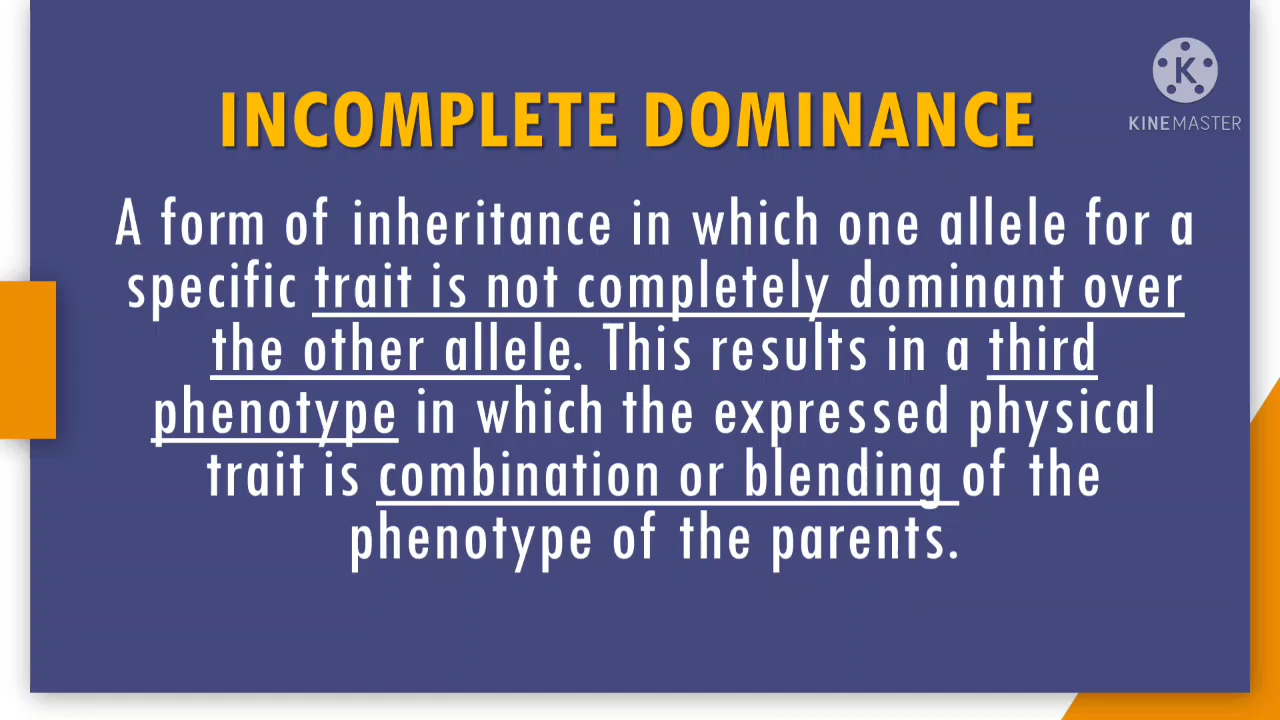 INCOMPLETE DOMINANCE
K
KINEMASTER
A form of inheritance in which one allele for a
specific trait is not completely dominant over
the other allele. This results in a third
phenotype in which the expressed physical
trait is combination or blending of the
phenotype of the parents.